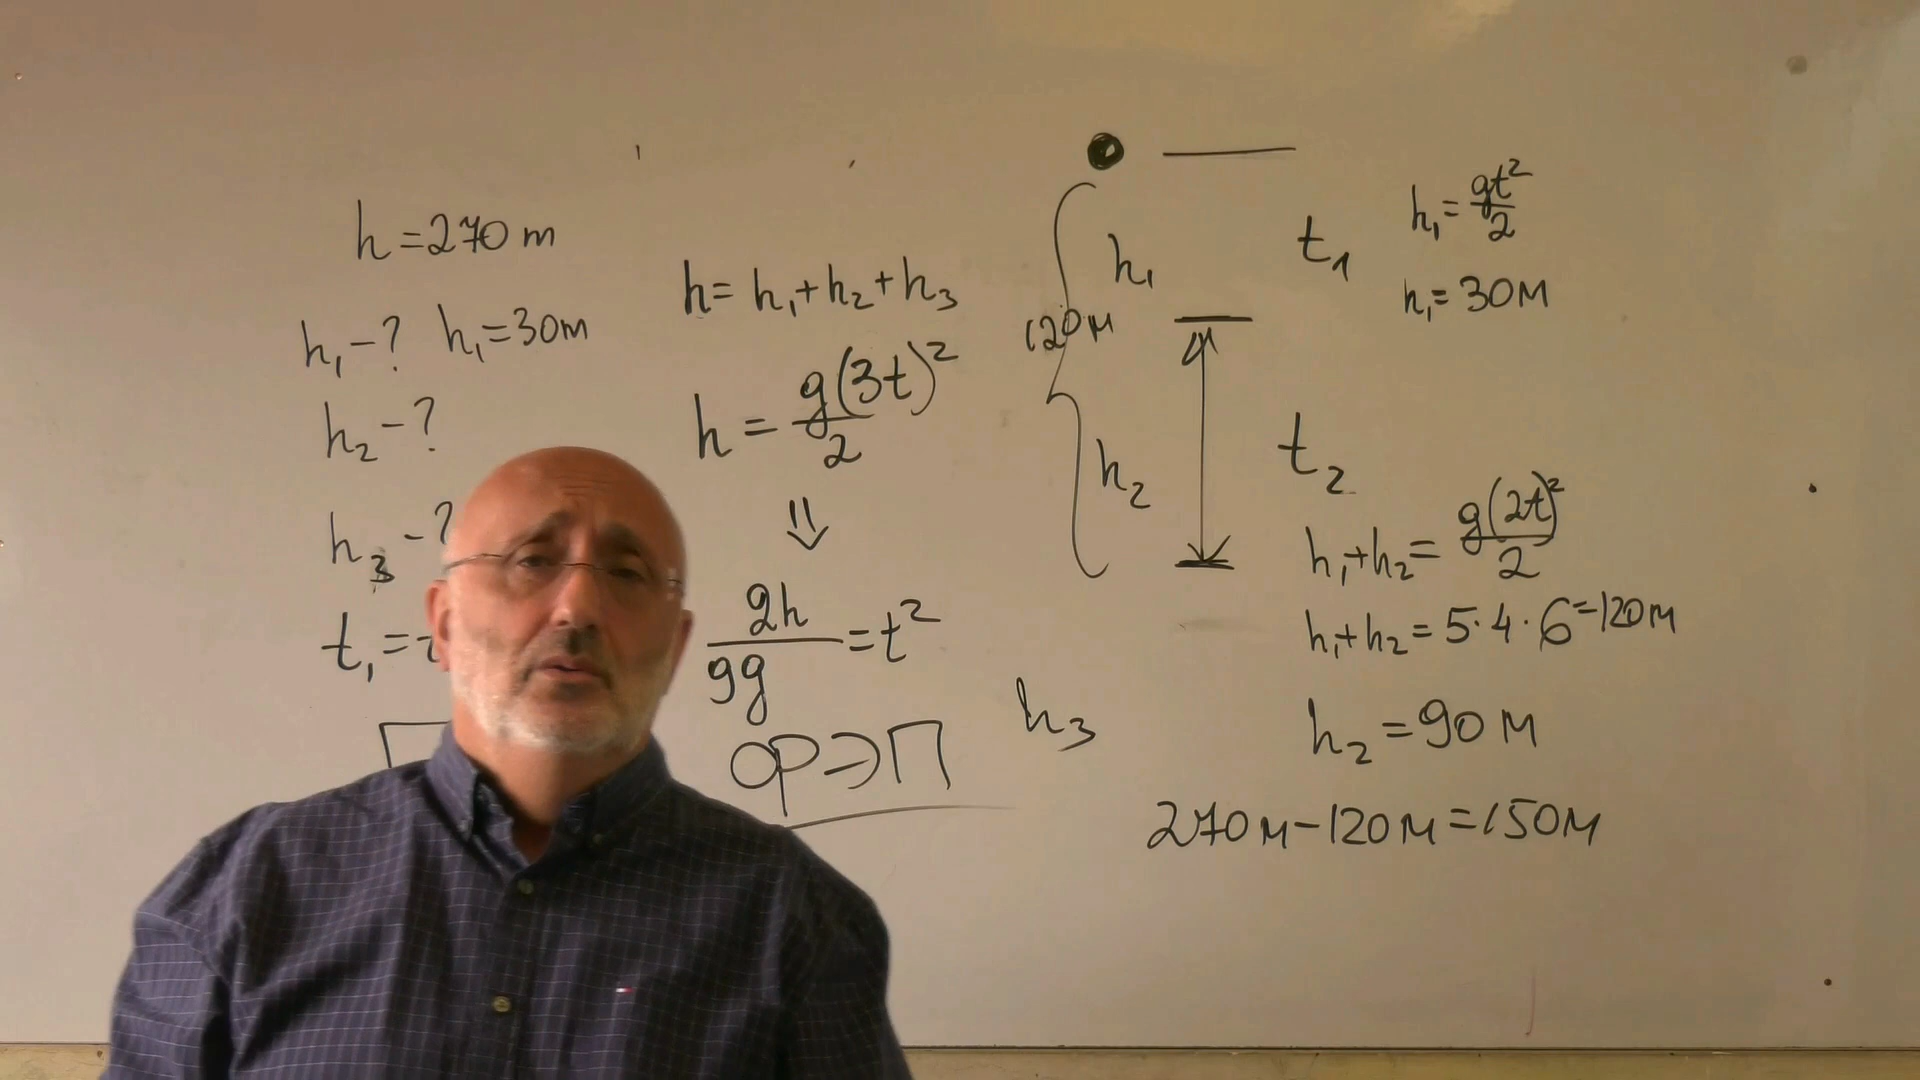 h = 270 m
h₁ - ? h₁ = 30m
h₂ - ?
h₃ - ?
t₁ =
h = h₁ + h₂ + h₃
h = g(3t)²/2
⇓
2h/9g = t²
h₁
120м
h₂
h₃
t₁
t₂
h₁ = gt²/2
h₁ = 30м
h₁ + h₂ = g(2t)²/2
h₁ + h₂ = 5 · 4 · 6 = 120м
h₂ = 90 м
270м - 120м = 150м